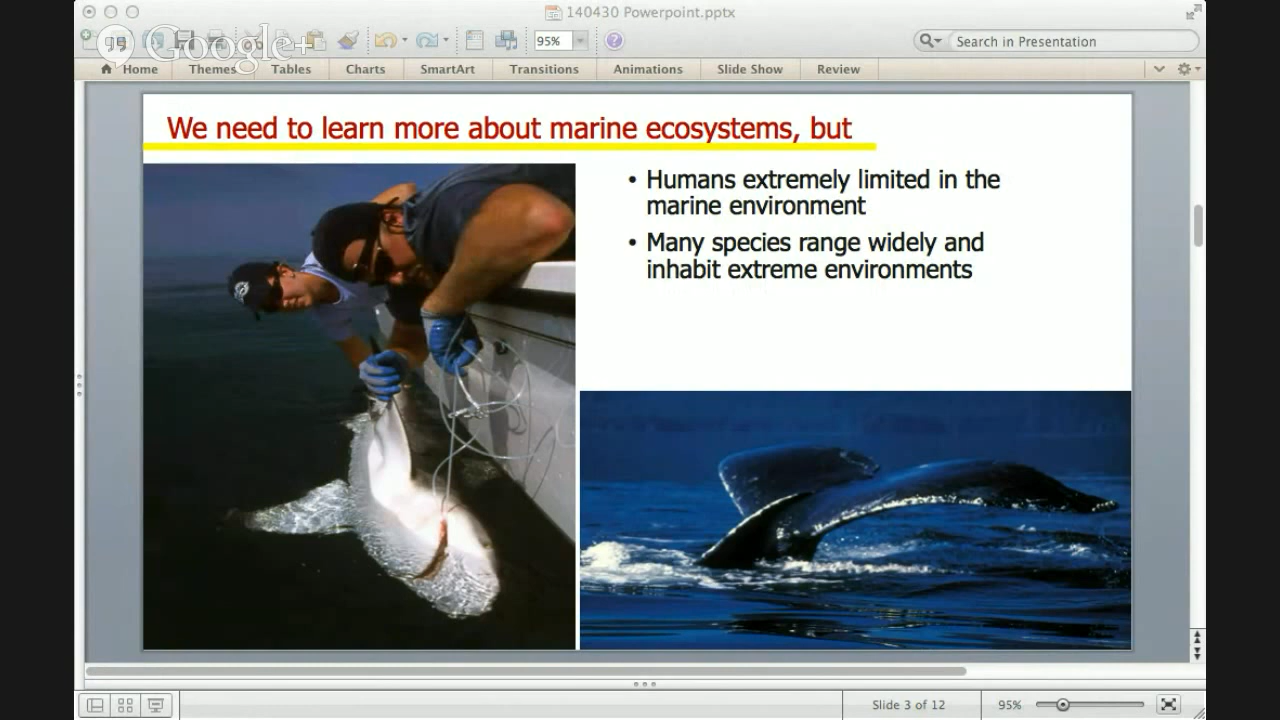 140430 Powerpoint.pptx
Google+
95%
Search in Presentation
Home Themes Tables Charts SmartArt Transitions Animations Slide Show Review
We need to learn more about marine ecosystems, but
• Humans extremely limited in the
marine environment
• Many species range widely and
inhabit extreme environments
Slide 3 of 12
95%